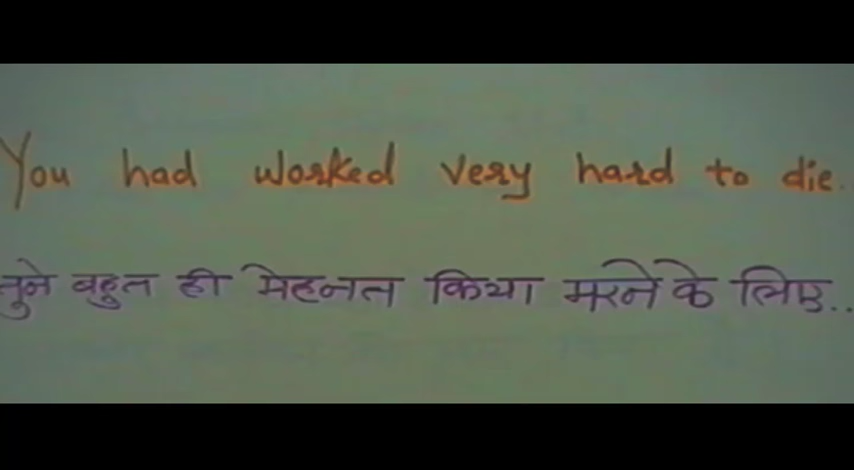 You had worked very hard to die.
तुने बहुत ही मेहनत किया मरने के लिए..